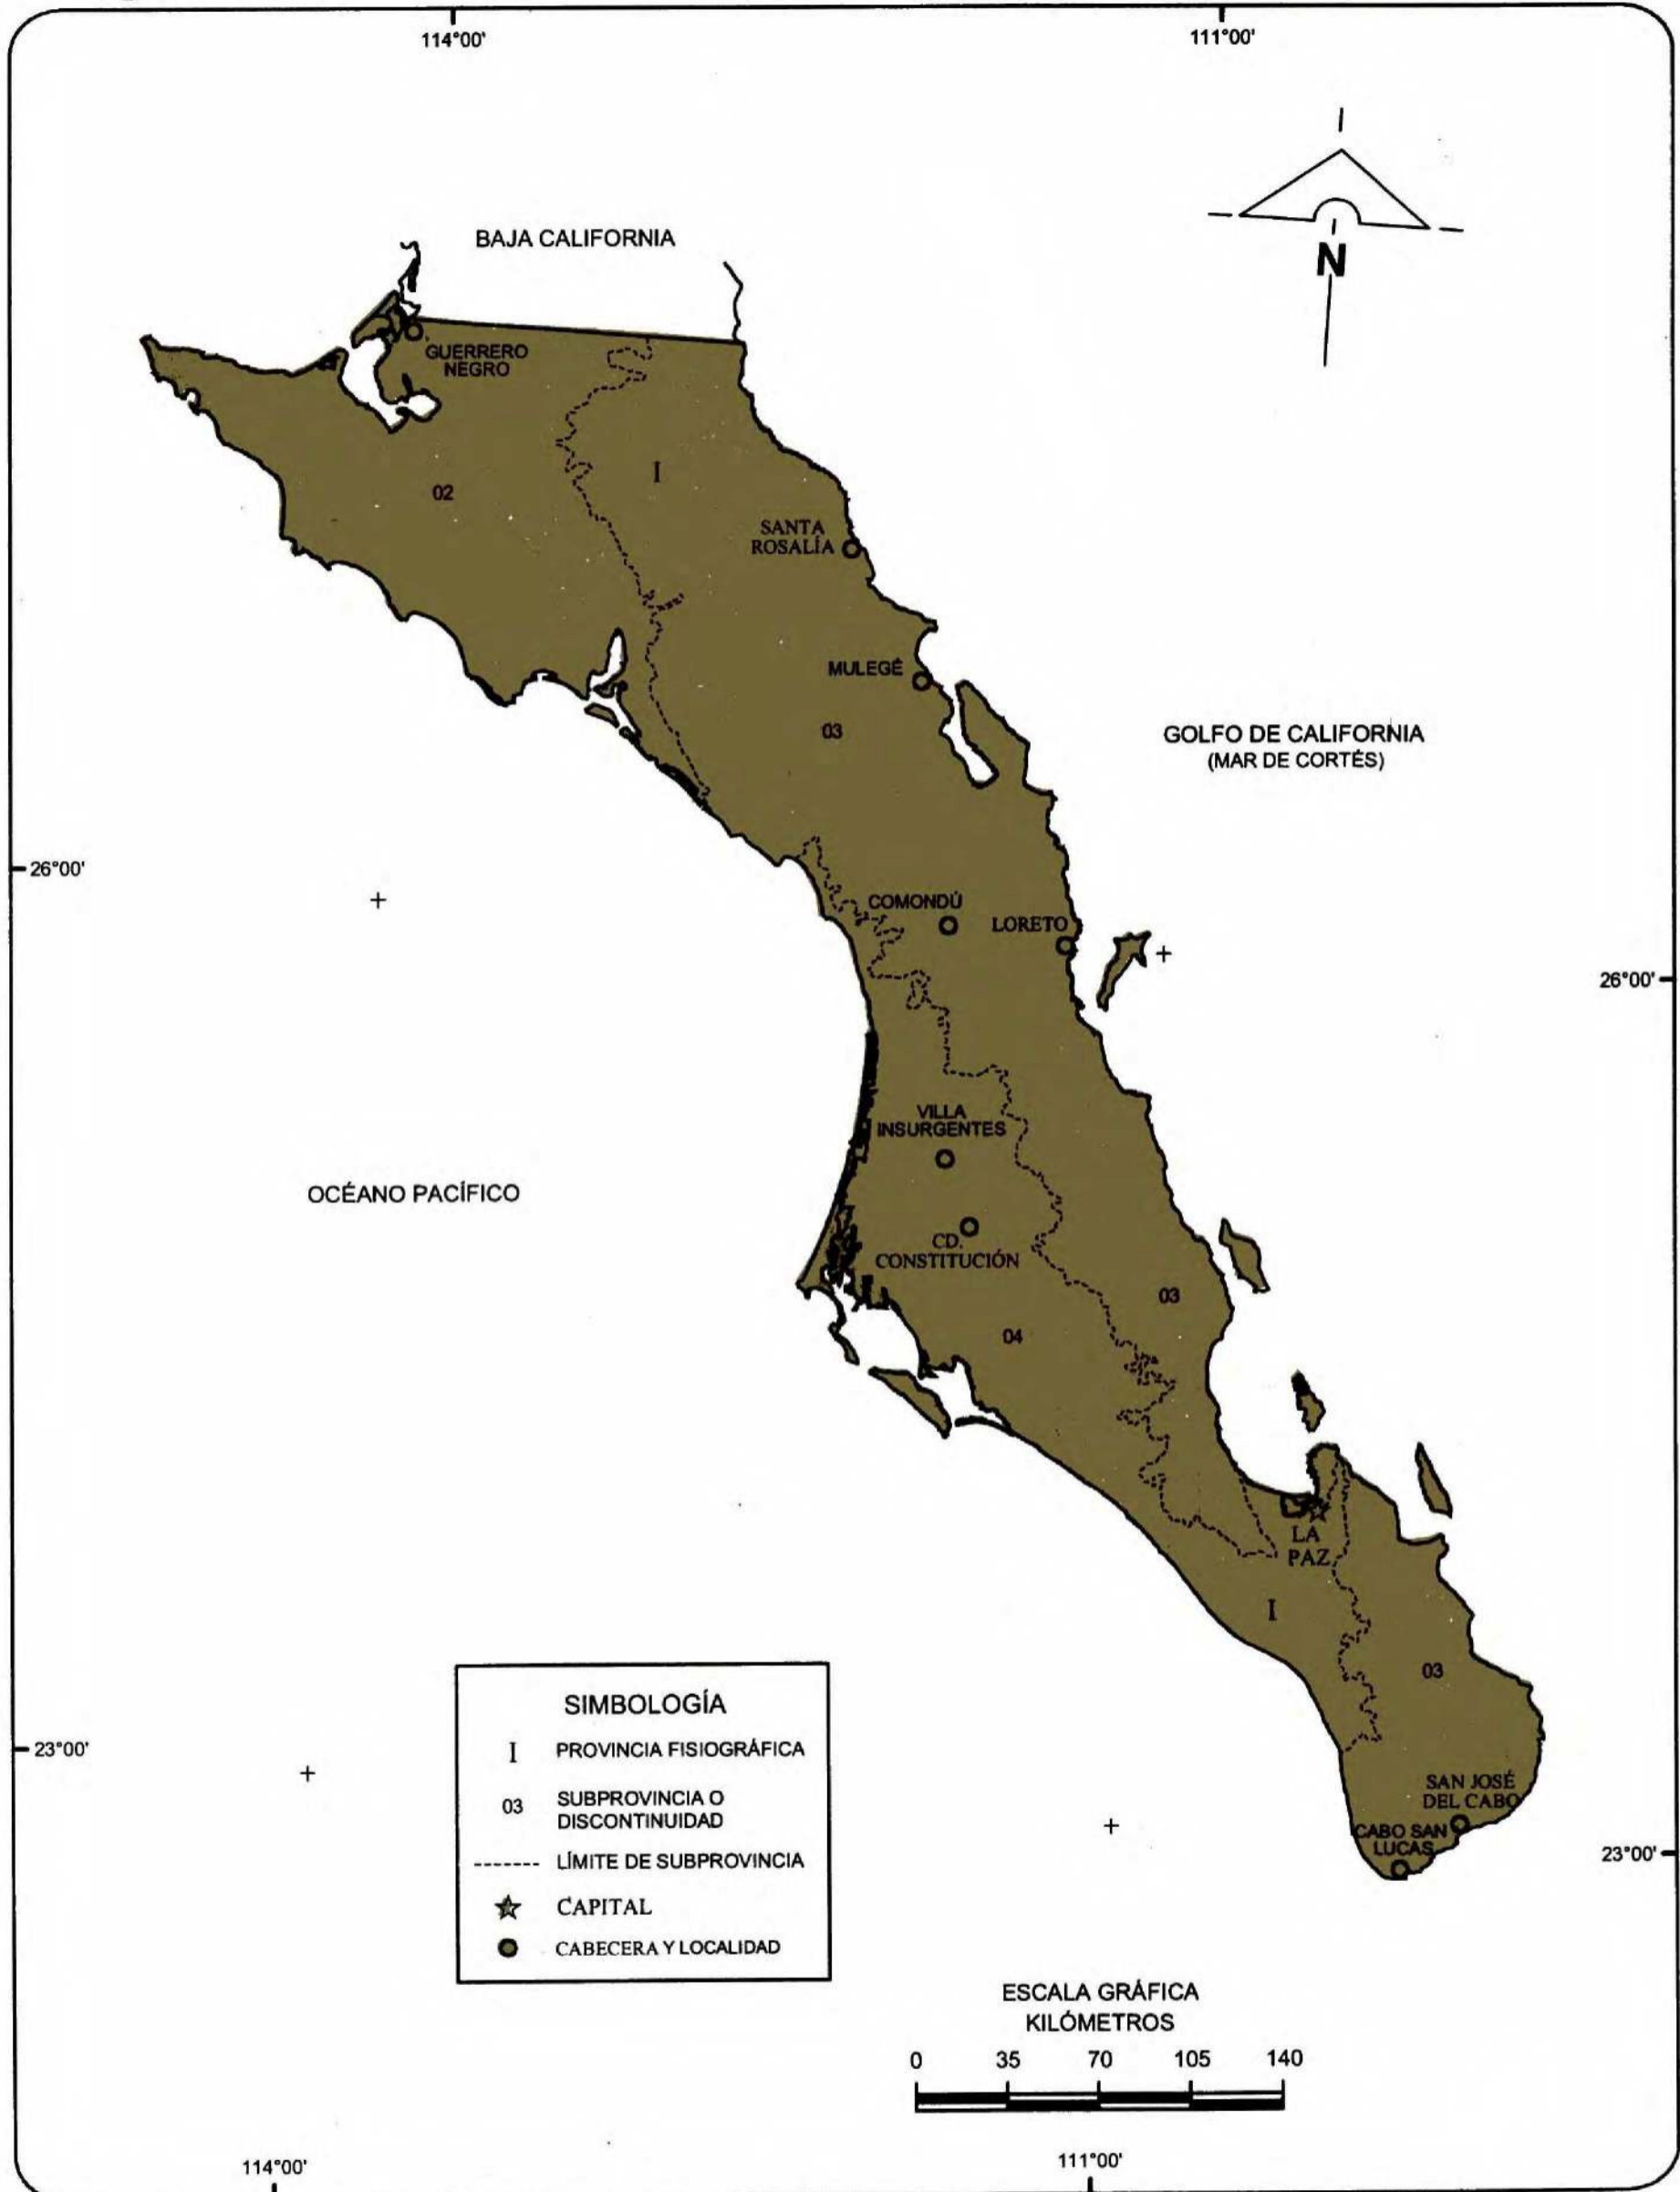 114°00'
111°00'
N
BAJA CALIFORNIA
GUERRERO
NEGRO
I
02
SANTA
ROSALÍA
MULEGÉ
03
GOLFO DE CALIFORNIA
(MAR DE CORTÉS)
26°00'
COMONDÚ
LORETO
26°00'
VILLA
INSURGENTES
OCÉANO PACÍFICO
CD.
CONSTITUCIÓN
03
04
LA
PAZ
I
03
SIMBOLOGÍA
I PROVINCIA FISIOGRÁFICA
03 SUBPROVINCIA O
DISCONTINUIDAD
LÍMITE DE SUBPROVINCIA
CAPITAL
CABECERA Y LOCALIDAD
23°00'
SAN JOSÉ
DEL CABO
CABO SAN
LUCAS
23°00'
ESCALA GRÁFICA
KILÓMETROS
0 35 70 105 140
114°00'
111°00'